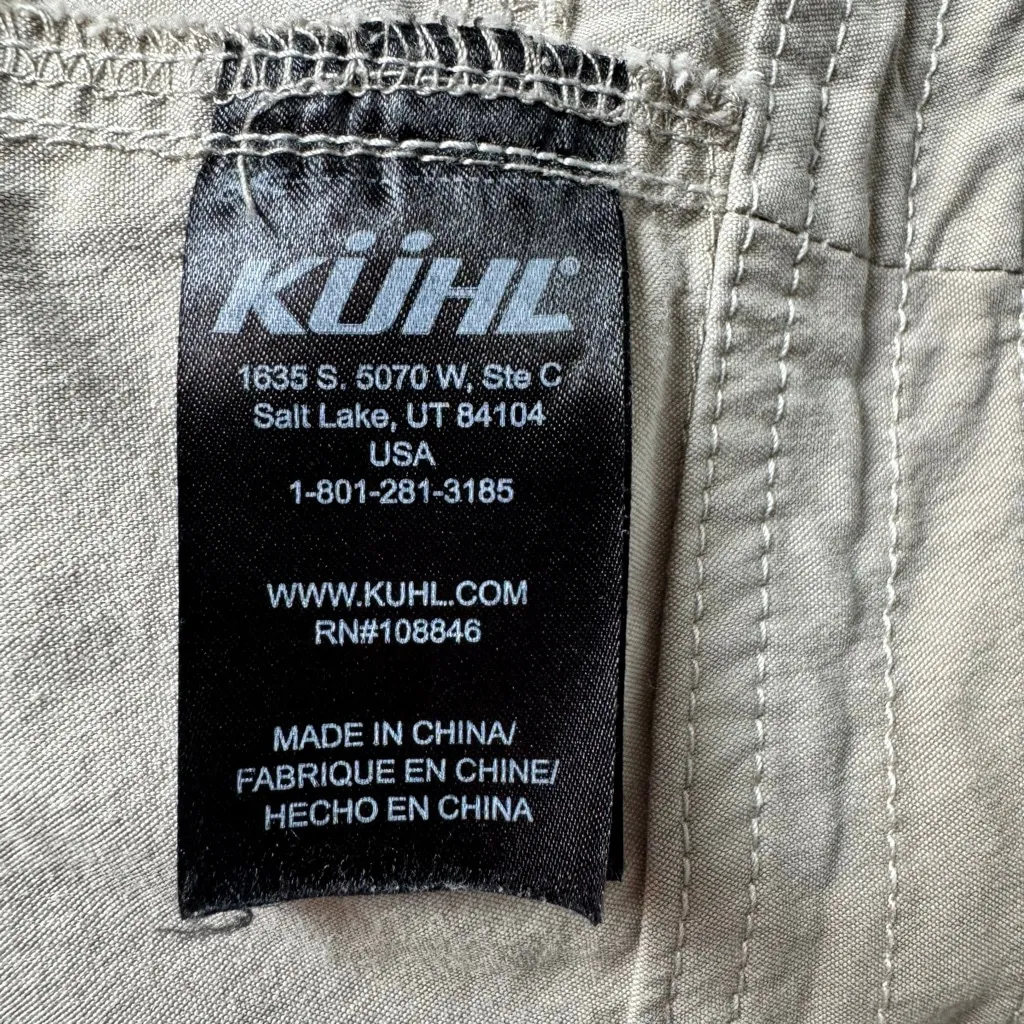 KÜHL®
1635 S. 5070 W, Ste C
Salt Lake, UT 84104
USA
1-801-281-3185
WWW.KUHL.COM
RN#108846
MADE IN CHINA/
FABRIQUE EN CHINE/
HECHO EN CHINA